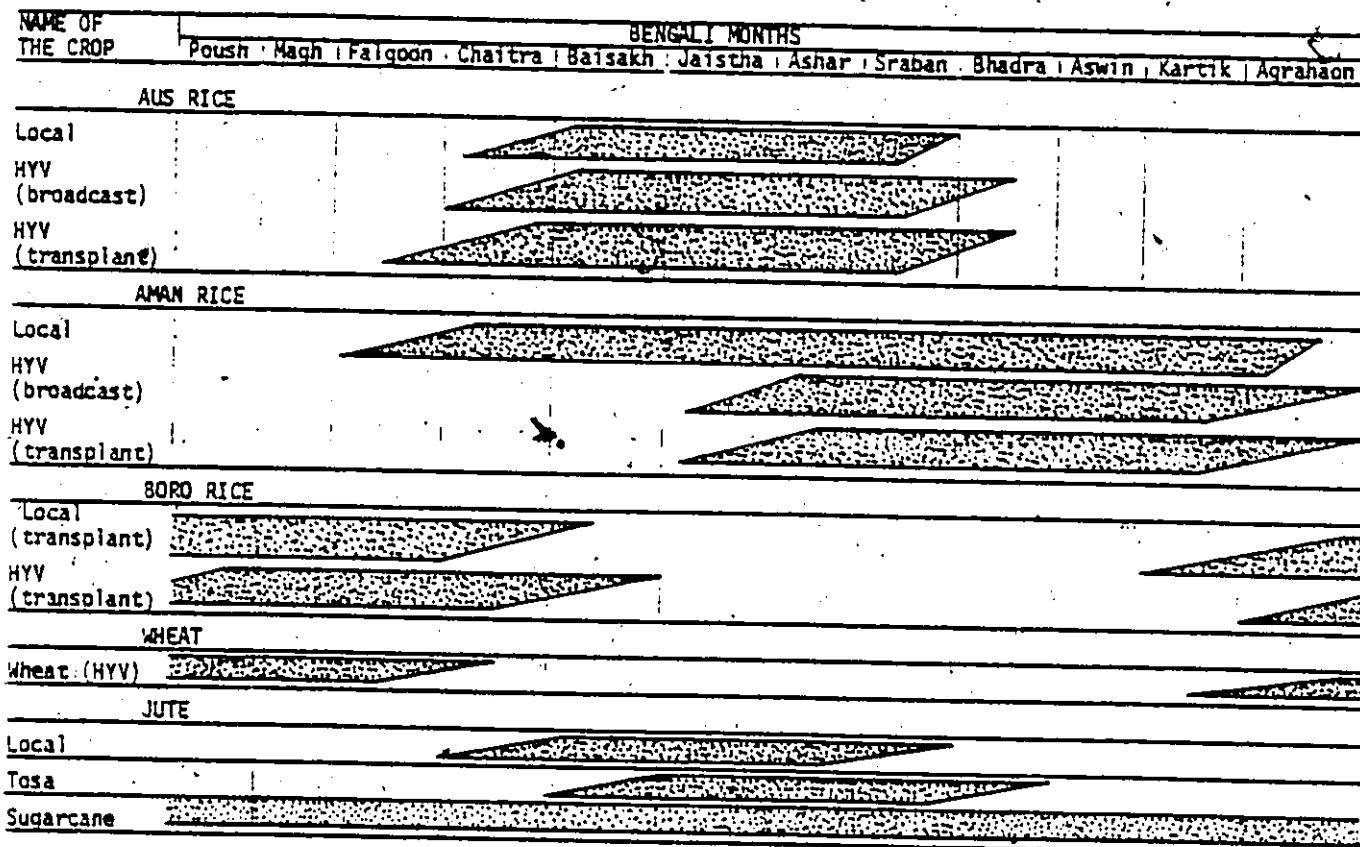 NAME OF
THE CROP
BENGALI MONTHS
Poush Magh Falgoon Chaitra Baisakh Jaistha Ashar Sraban Bhadra Aswin Kartik Agrahaon
AUS RICE
Local
HYV
(broadcast)
HYV
(transplant)
AMAN RICE
Local
HYV
(broadcast)
HYV
(transplant)
BORO RICE
Local
(transplant)
HYV
(transplant)
WHEAT
Wheat (HYV)
JUTE
Local
Tosa
Sugarcane